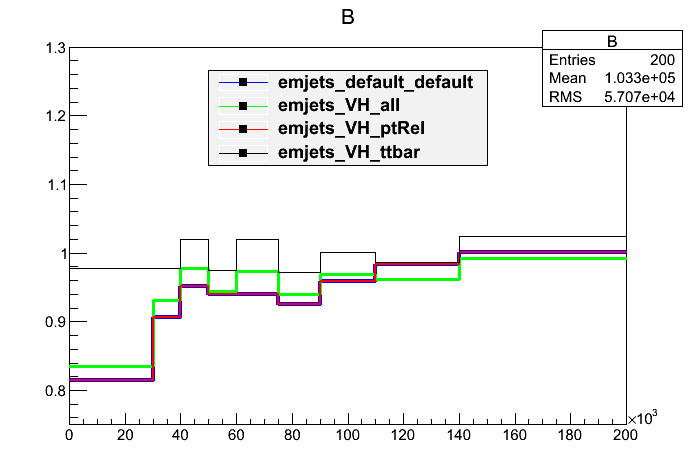 B
B
Entries 200
Mean 1.033e+05
RMS 5.707e+04
emjets_default_default
emjets_VH_all
emjets_VH_ptRel
emjets_VH_ttbar
1.3
1.2
1.1
1
0.9
0.8
0 20 40 60 80 100 120 140 160 180 200
×10³